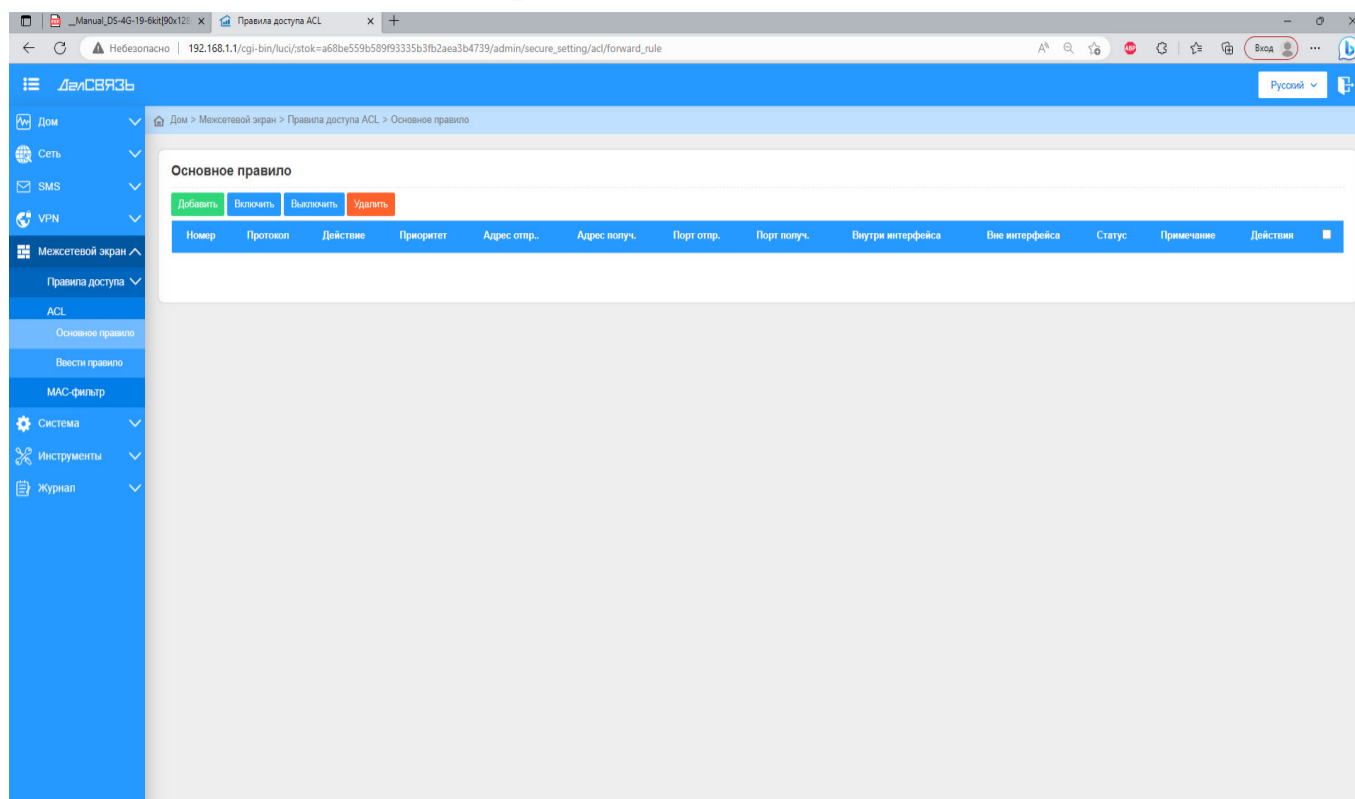 __Manual_DS-4G-19-6kit[90x128
Правила доступа ACL
Небезопасно
192.168.1.1/cgi-bin/luci/;stok=a68be559b589f93335b3fb2aea3b4739/admin/secure_setting/acl/forward_rule
Вход
ДалСВЯЗЬ
Русский
Дом
Дом > Межсетевой экран > Правила доступа ACL > Основное правило
Сеть
SMS
VPN
Межсетевой экран
Правила доступа
ACL
Основное правило
Ввести правило
MAC-фильтр
Система
Инструменты
Журнал
Основное правило
Добавить Включить Выключить Удалить
Номер Протокол Действие Приоритет Адрес отпр.. Адрес получ. Порт отпр. Порт получ. Внутри интерфейса Вне интерфейса Статус Примечание Действия